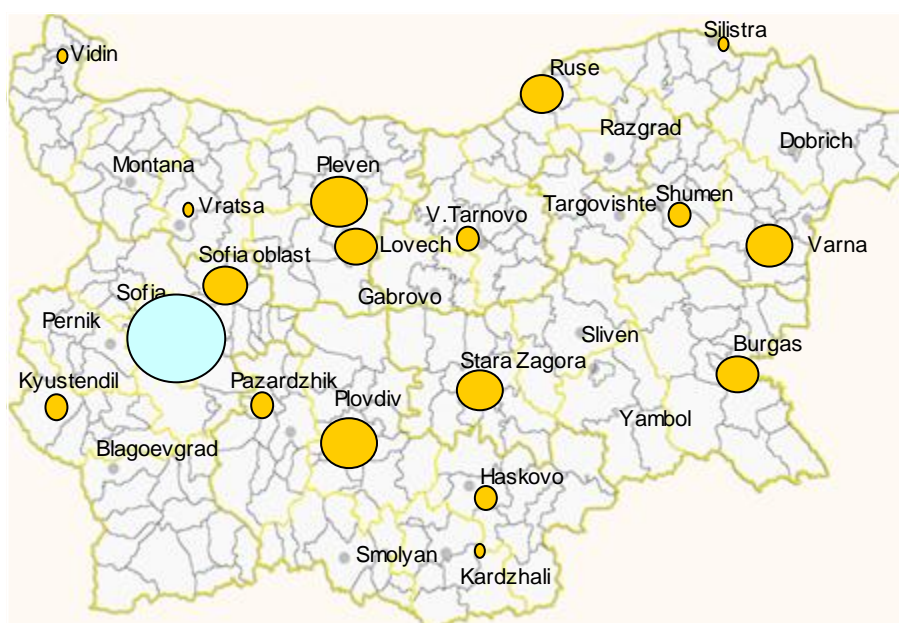 Silistra
Vidin
Ruse
Razgrad
Dobrich
Montana
Pleven
Vratsa
V.Tarnovo
Targovishte
Shumen
Sofia oblast
Lovech
Varna
Sofia
Gabrovo
Pernik
Sliven
Burgas
Kyustendil
Pazardzhik
Stara Zagora
Plovdiv
Yambol
Blagoevgrad
Haskovo
Smolyan
Kardzhali